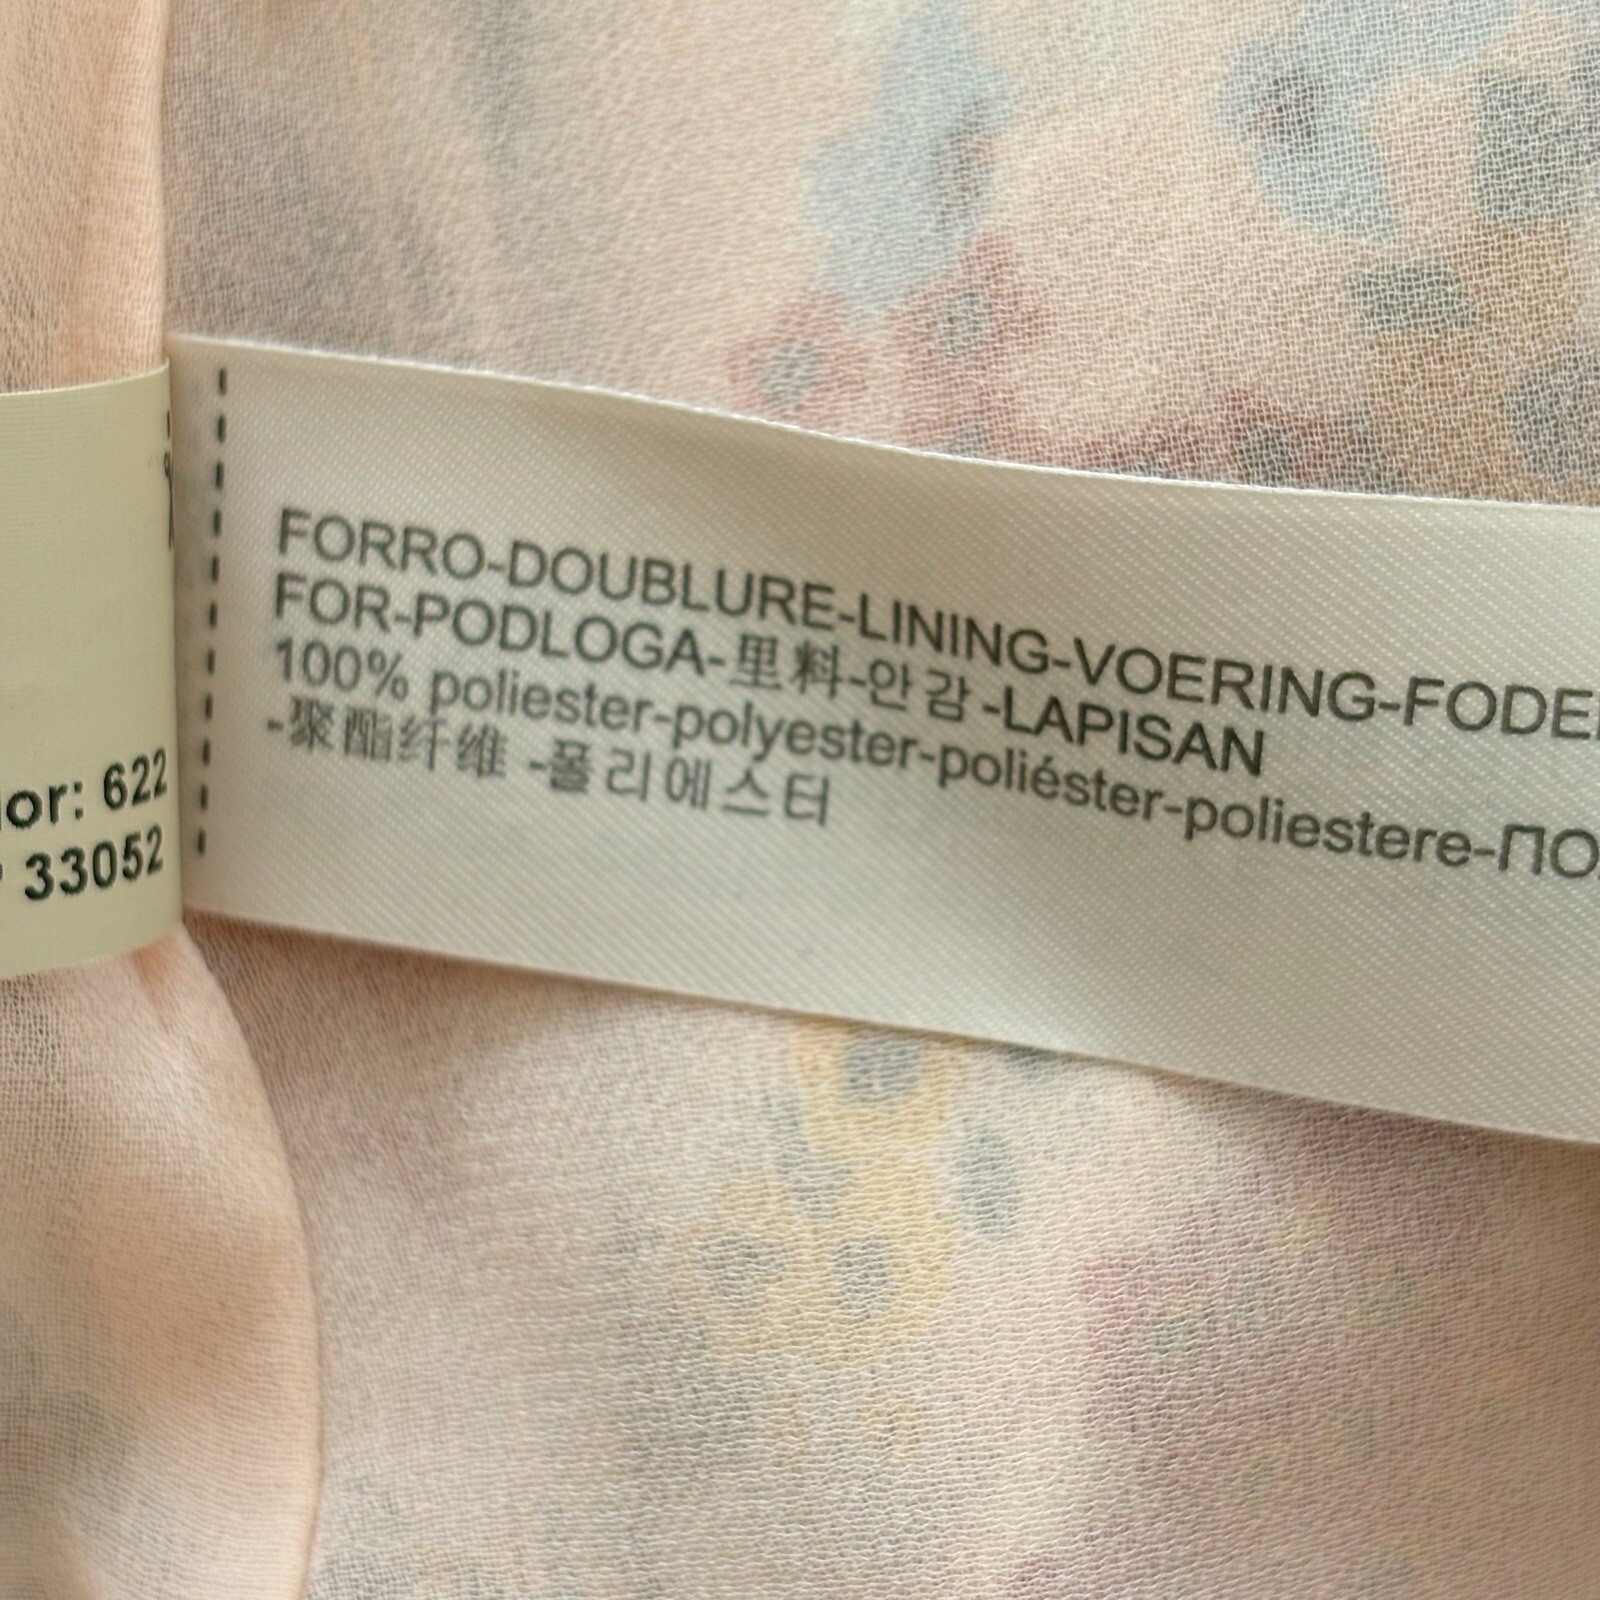 FORRO-DOUBLURE-LINING-VOERING-FODE
FOR-PODLOGA-里料-안감-LAPISAN
100% poliester-polyester-poliéster-poliestere-ПО
-聚酯纤维 -폴리에스터
lor: 622
33052